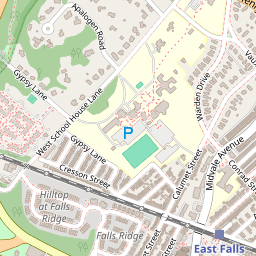 Apalogen Road
Gypsy Lane
West School House Lane
Warden Drive
P
Gypsy Lane
Midvale Avenue
Cresson Street
Calumet Street
Conrad Str
Hilltop
at Falls
Ridge
Falls Ridge
East Falls